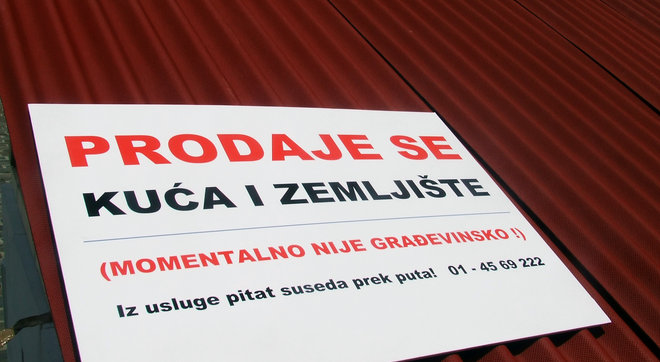 PRODAJE SE
KUĆA I ZEMLJIŠTE
(MOMENTALNO NIJE GRAĐEVINSKO !)
Iz usluge pitat suseda prek puta! 01 - 45 69 222